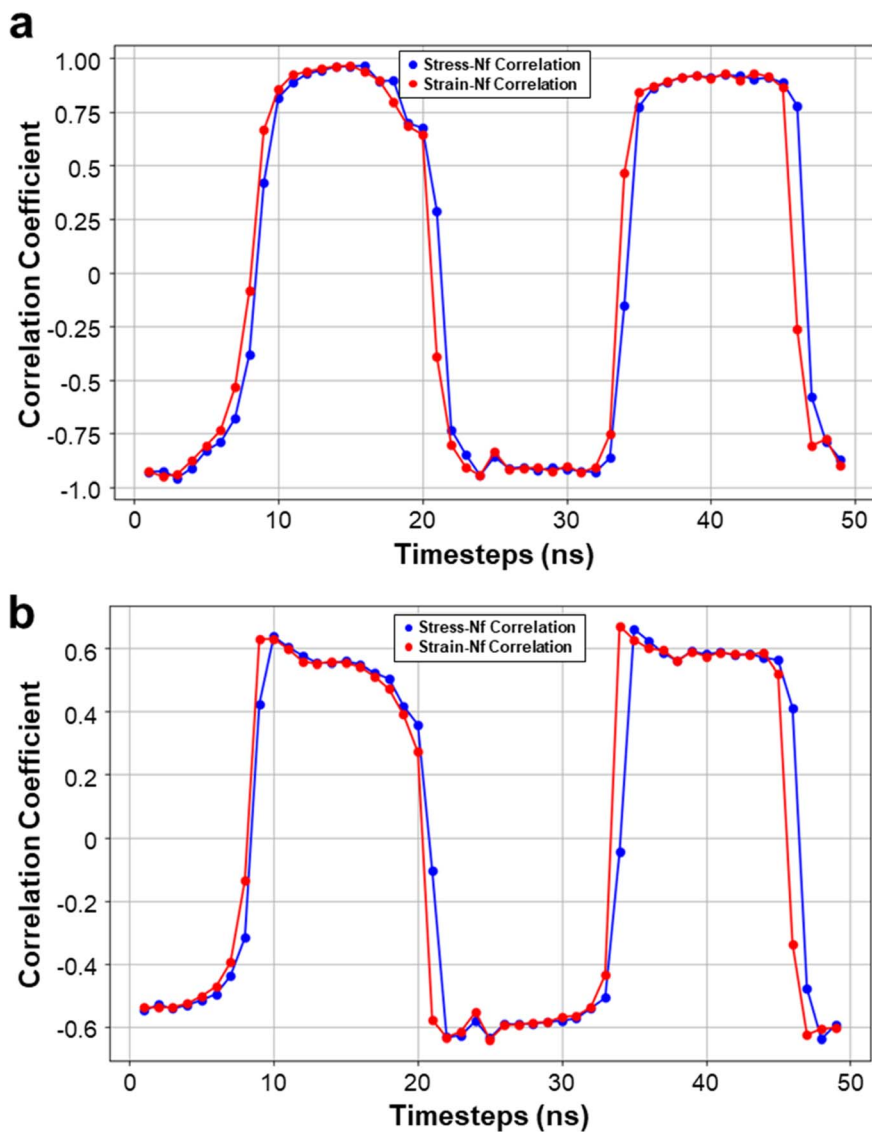 a
Stress-Nf Correlation
Strain-Nf Correlation
Correlation Coefficient
1.00
0.75
0.5
0.25
0
-0.25
-0.5
-0.75
-1.0
0 10 20 30 40 50
Timesteps (ns)
b
Stress-Nf Correlation
Strain-Nf Correlation
Correlation Coefficient
0.6
0.4
0.2
0
-0.2
-0.4
-0.6
0 10 20 30 40 50
Timesteps (ns)